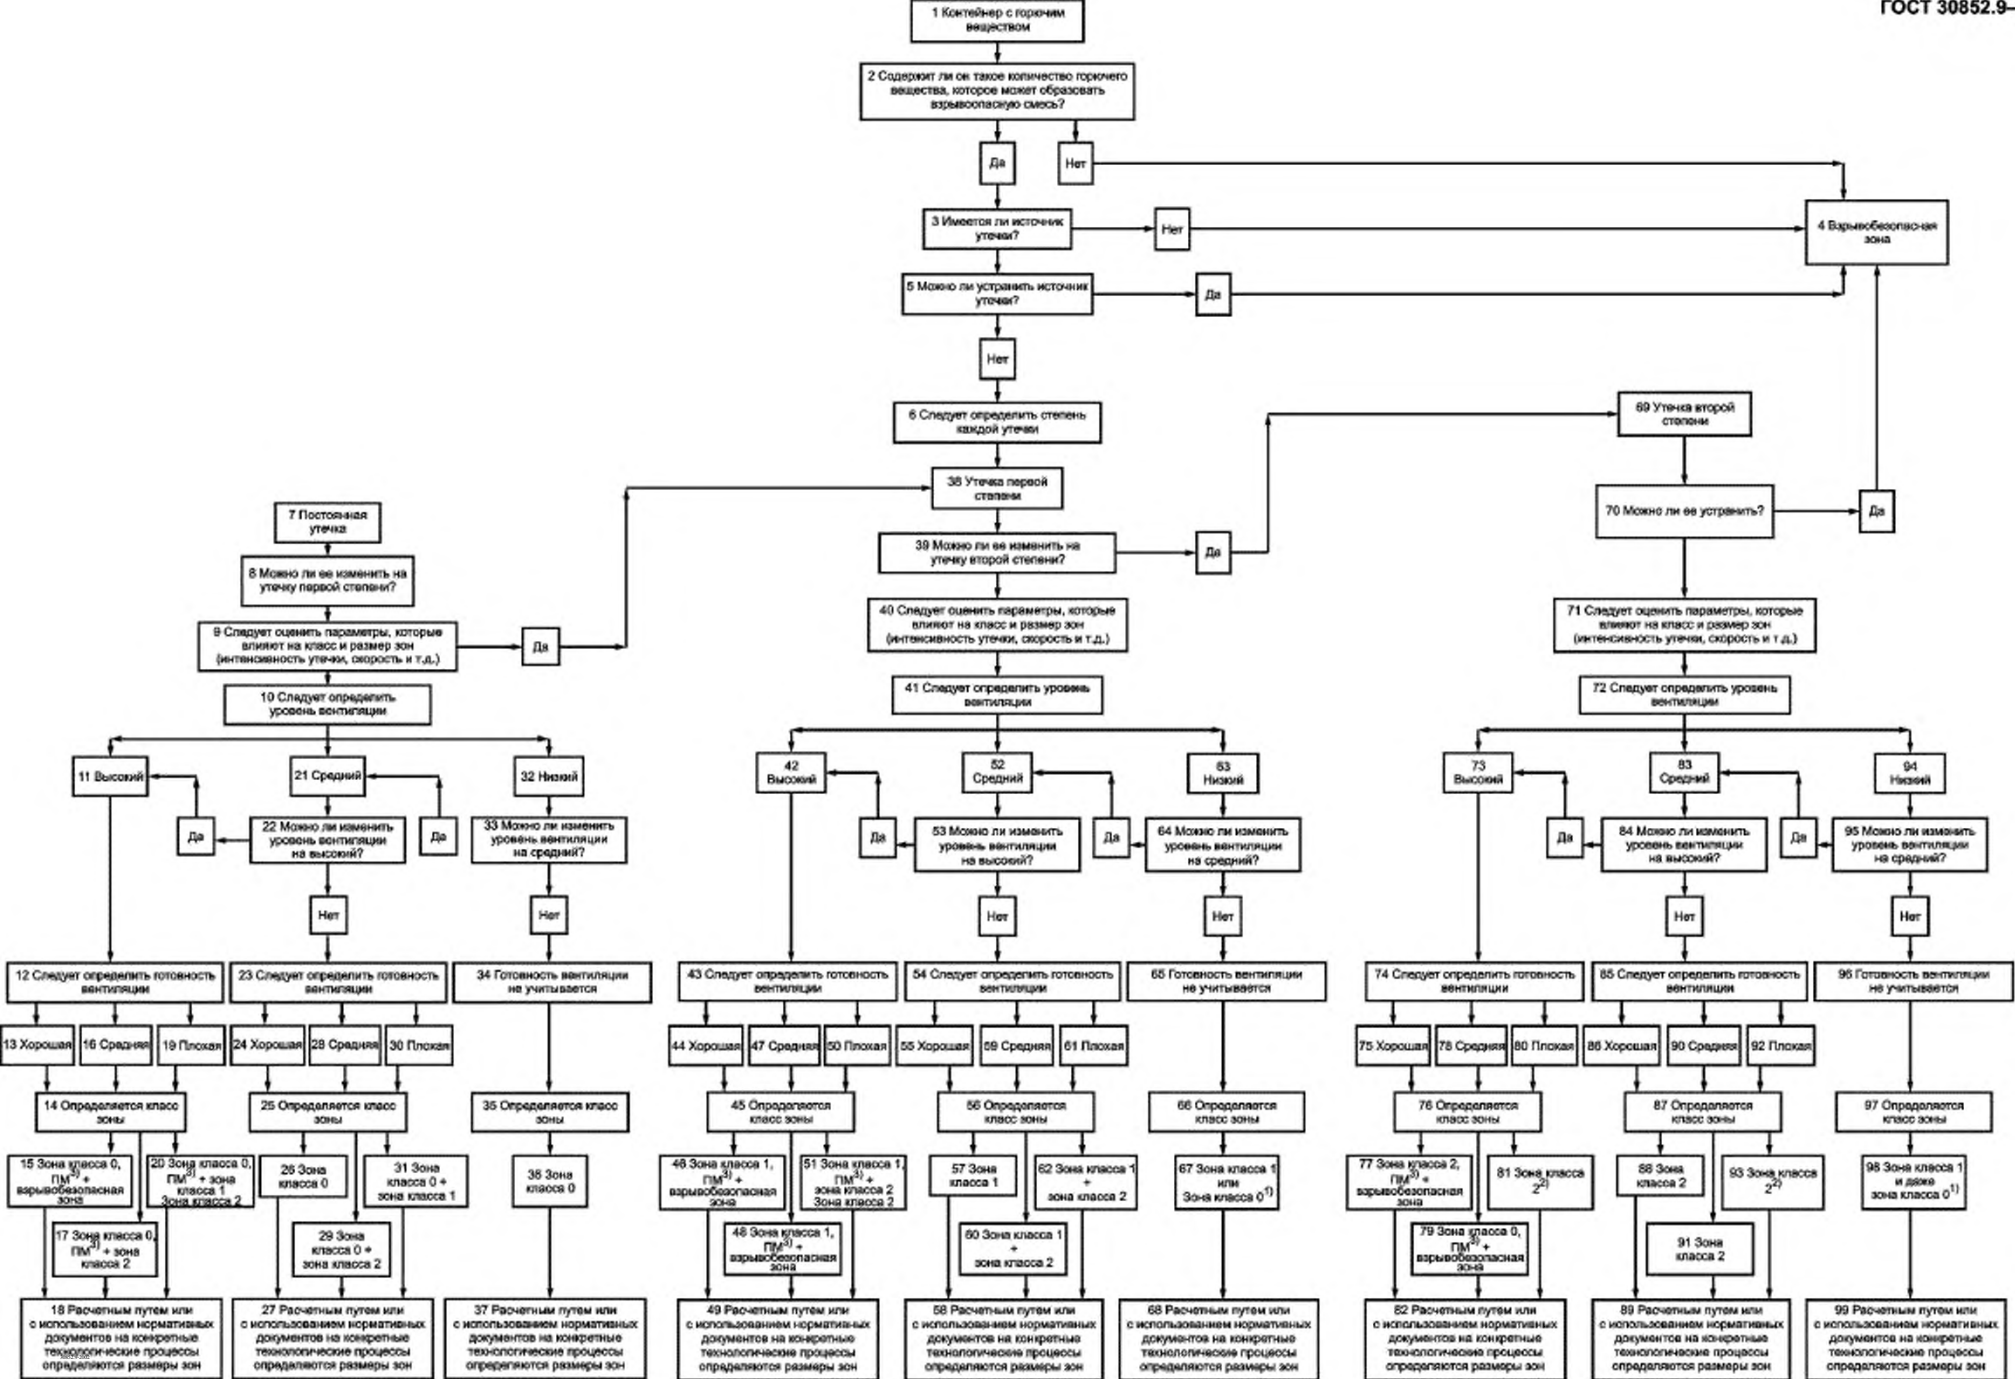 ГОСТ 30852.9–
1 Контейнер с горючим
веществом
2 Содержит ли он такое количество горючего
вещества, которое может образовать
взрывоопасную смесь?
Да
Нет
3 Имеется ли источник
утечки?
Нет
4 Взрывобезопасная
зона
5 Можно ли устранить источник
утечки?
Да
Нет
6 Следует определить степень
каждой утечки
69 Утечка второй
степени
38 Утечка первой
степени
7 Постоянная
утечка
70 Можно ли ее устранить?
Да
39 Можно ли ее изменить на
утечку второй степени?
Да
8 Можно ли ее изменить на
утечку первой степени?
9 Следует оценить параметры, которые
влияют на класс и размер зон
(интенсивность утечки, скорость и т.д.)
Да
40 Следует оценить параметры, которые
влияют на класс и размер зон
(интенсивность утечки, скорость и т.д.)
71 Следует оценить параметры, которые
влияют на класс и размер зон
(интенсивность утечки, скорость и т.д.)
10 Следует определить
уровень вентиляции
41 Следует определить уровень
вентиляции
72 Следует определить уровень
вентиляции
11 Высокий
21 Средний
32 Низкий
42
Высокий
52
Средний
63
Низкий
73
Высокий
83
Средний
94
Низкий
Да
22 Можно ли изменить
уровень вентиляции
на высокий?
Да
33 Можно ли изменить
уровень вентиляции
на средний?
Да
53 Можно ли изменить
уровень вентиляции
на высокий?
Да
64 Можно ли изменить
уровень вентиляции
на средний?
Да
84 Можно ли изменить
уровень вентиляции
на высокий?
Да
95 Можно ли изменить
уровень вентиляции
на средний?
Нет
Нет
Нет
Нет
Нет
Нет
12 Следует определить готовность
вентиляции
23 Следует определить готовность
вентиляции
34 Готовность вентиляции
не учитывается
43 Следует определить готовность
вентиляции
54 Следует определить готовность
вентиляции
65 Готовность вентиляции
не учитывается
74 Следует определить готовность
вентиляции
85 Следует определить готовность
вентиляции
96 Готовность вентиляции
не учитывается
13 Хорошая
16 Средняя
19 Плохая
24 Хорошая
28 Средняя
30 Плохая
44 Хорошая
47 Средняя
50 Плохая
55 Хорошая
59 Средняя
61 Плохая
75 Хорошая
78 Средняя
80 Плохая
86 Хорошая
90 Средняя
92 Плохая
14 Определяется класс
зоны
25 Определяется класс
зоны
35 Определяется класс
зоны
45 Определяется
класс зоны
56 Определяется
класс зоны
66 Определяется
класс зоны
76 Определяется
класс зоны
87 Определяется
класс зоны
97 Определяется
класс зоны
15 Зона класса 0,
ПМ3) +
взрывобезопасная
зона
20 Зона класса 0,
ПМ3) + зона
класса 1
Зона класса 2
26 Зона
класса 0
31 Зона
класса 0 +
зона класса 1
36 Зона
класса 0
46 Зона класса 1,
ПМ3) +
взрывобезопасная
зона
51 Зона класса 1,
ПМ3) +
зона класса 2
Зона класса 2
57 Зона
класса 1
62 Зона класса 1
+
зона класса 2
67 Зона класса 1
или
Зона класса 01)
77 Зона класса 2,
ПМ3) +
взрывобезопасная
зона
81 Зона класса
22)
88 Зона
класса 2
93 Зона класса
22)
98 Зона класса 1
и даже
зона класса 01)
17 Зона класса 0,
ПМ3) + зона
класса 2
29 Зона
класса 0 +
зона класса 2
48 Зона класса 1,
ПМ3) +
взрывобезопасная
зона
60 Зона класса 1
+
зона класса 2
79 Зона класса 0,
ПМ3) +
взрывобезопасная
зона
91 Зона
класса 2
18 Расчетным путем или
с использованием нормативных
документов на конкретные
технологические процессы
определяются размеры зон
27 Расчетным путем или
с использованием нормативных
документов на конкретные
технологические процессы
определяются размеры зон
37 Расчетным путем или
с использованием нормативных
документов на конкретные
технологические процессы
определяются размеры зон
49 Расчетным путем или
с использованием нормативных
документов на конкретные
технологические процессы
определяются размеры зон
58 Расчетным путем или
с использованием нормативных
документов на конкретные
технологические процессы
определяются размеры зон
68 Расчетным путем или
с использованием нормативных
документов на конкретные
технологические процессы
определяются размеры зон
82 Расчетным путем или
с использованием нормативных
документов на конкретные
технологические процессы
определяются размеры зон
89 Расчетным путем или
с использованием нормативных
документов на конкретные
технологические процессы
определяются размеры зон
99 Расчетным путем или
с использованием нормативных
документов на конкретные
технологические процессы
определяются размеры зон